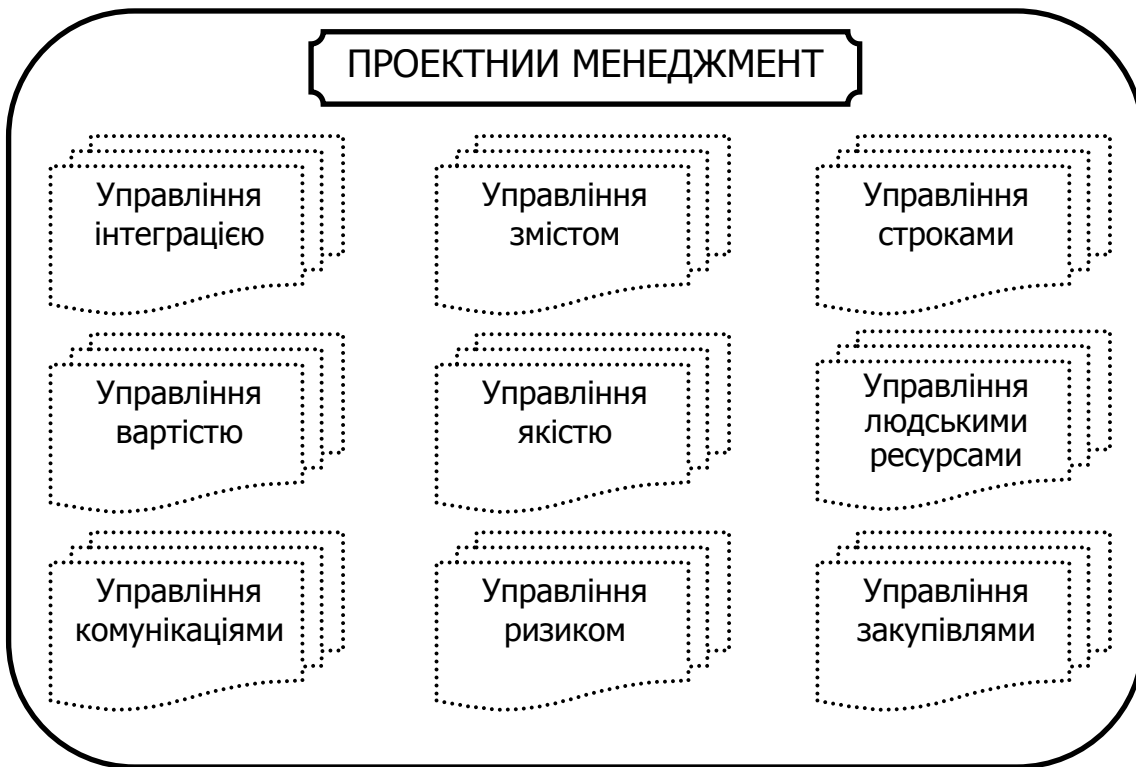 ПРОЕКТНИИ МЕНЕДЖМЕНТ
Управління
інтеграцією
Управління
змістом
Управління
строками
Управління
вартістю
Управління
якістю
Управління
людськими
ресурсами
Управління
комунікаціями
Управління
ризиком
Управління
закупівлями